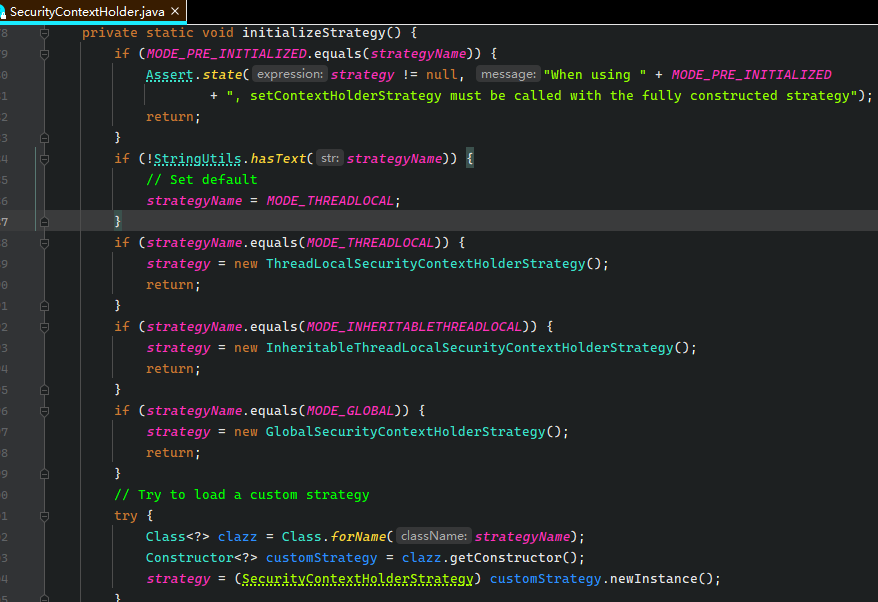 SecurityContextHolder.java ×
8 private static void initializeStrategy() {
9 if (MODE_PRE_INITIALIZED.equals(strategyName)) {
0 Assert.state( expression: strategy != null, message: "When using " + MODE_PRE_INITIALIZED
1 + ", setContextHolderStrategy must be called with the fully constructed strategy");
2 return;
3 }
4 if (!StringUtils.hasText( str: strategyName)) {
5 // Set default
6 strategyName = MODE_THREADLOCAL;
7 }
8 if (strategyName.equals(MODE_THREADLOCAL)) {
9 strategy = new ThreadLocalSecurityContextHolderStrategy();
0 return;
1 }
2 if (strategyName.equals(MODE_INHERITABLETHREADLOCAL)) {
3 strategy = new InheritableThreadLocalSecurityContextHolderStrategy();
4 return;
5 }
6 if (strategyName.equals(MODE_GLOBAL)) {
7 strategy = new GlobalSecurityContextHolderStrategy();
8 return;
9 }
0 // Try to load a custom strategy
1 try {
2 Class<?> clazz = Class.forName( className: strategyName);
3 Constructor<?> customStrategy = clazz.getConstructor();
4 strategy = (SecurityContextHolderStrategy) customStrategy.newInstance();
5 }